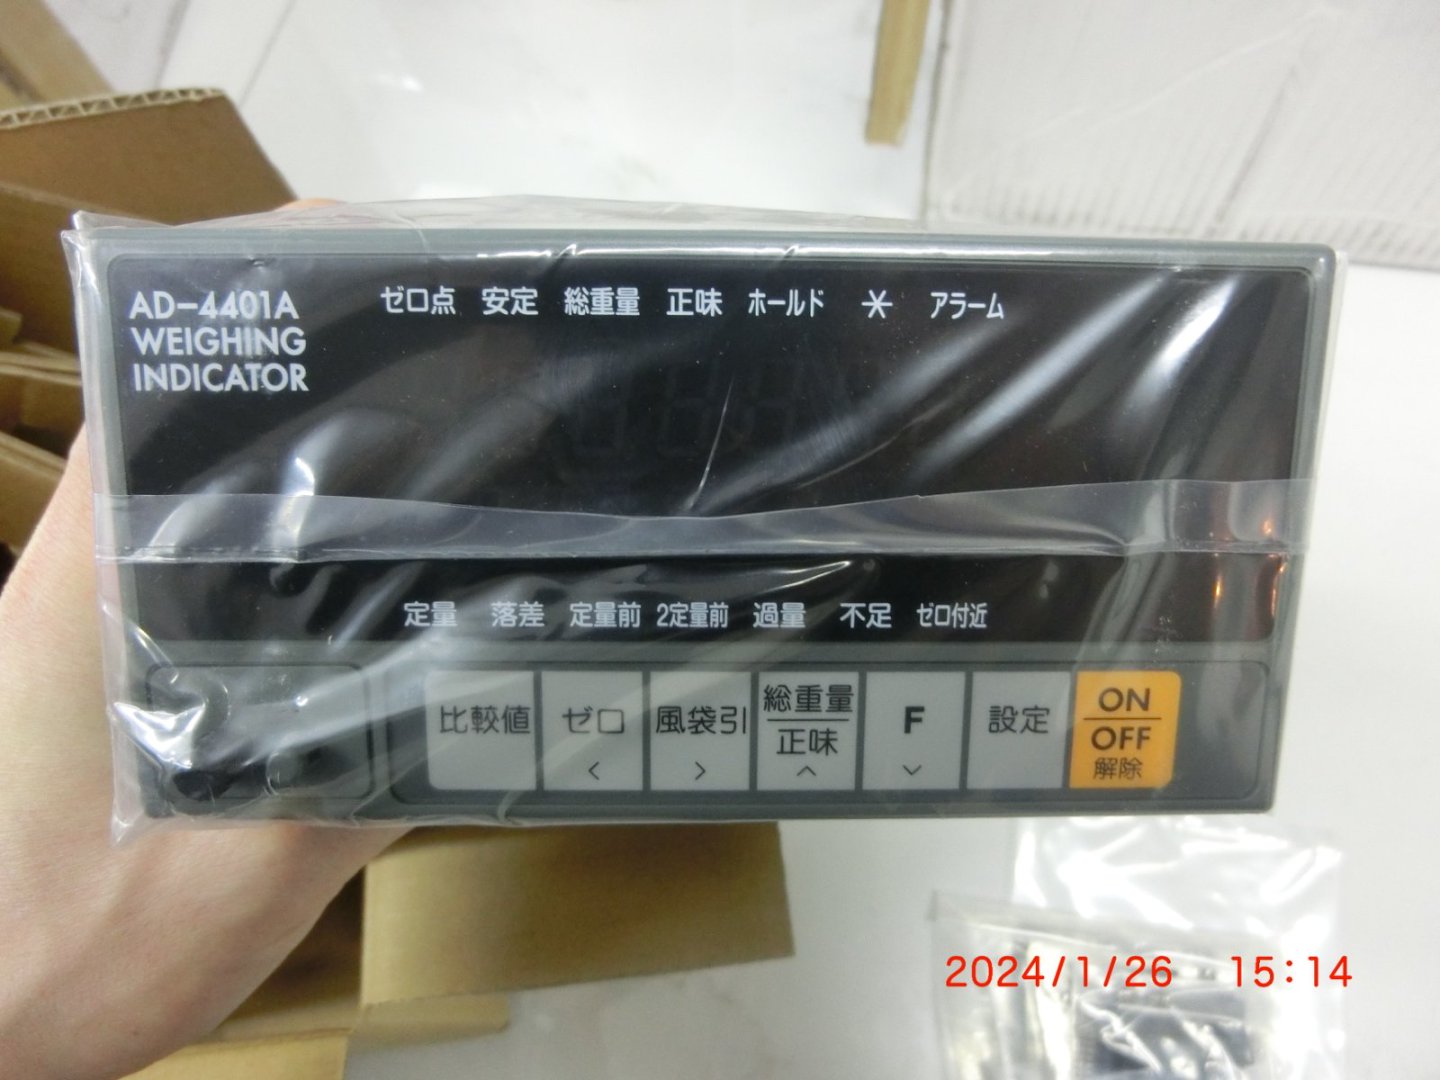 AD-4401A
WEIGHING
INDICATOR
ゼロ点 安定 総重量 正味 ホールド ＊ アラーム
定量 落差 定量前 2定量前 過量 不足 ゼロ付近
比較値
ゼロ
<
風袋引
>
総重量
正味
^
F
設定
ON
OFF
解除
2024/1/26 15:14